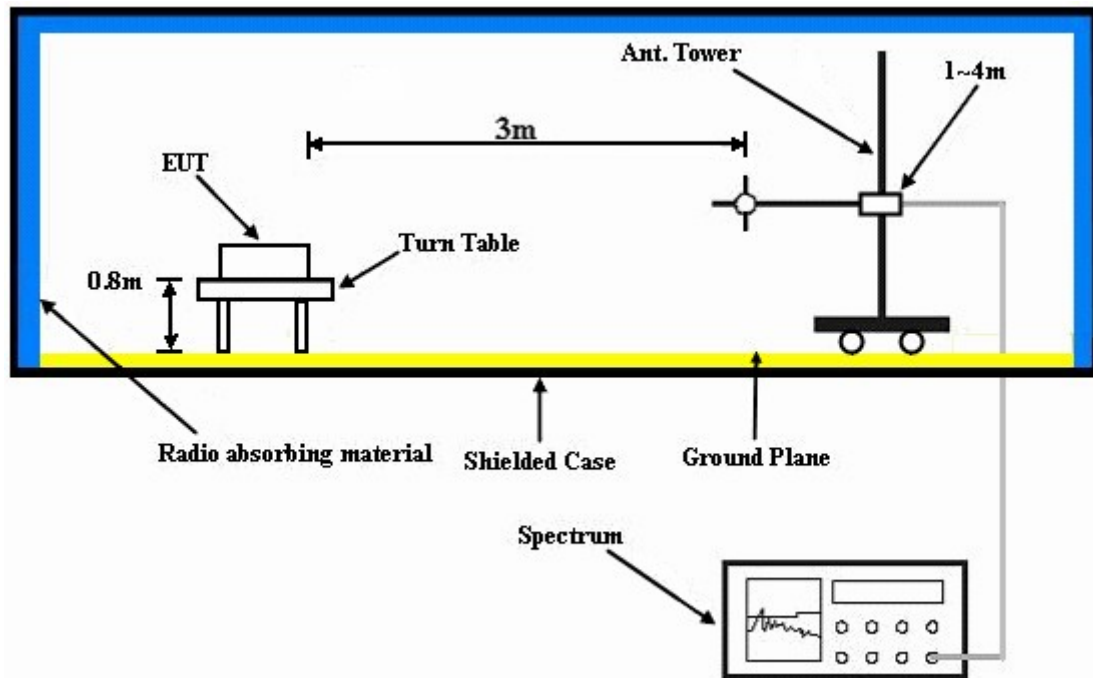 Ant. Tower
1~4m
3m
EUT
Turn Table
0.8m
Radio absorbing material
Shielded Case
Ground Plane
Spectrum